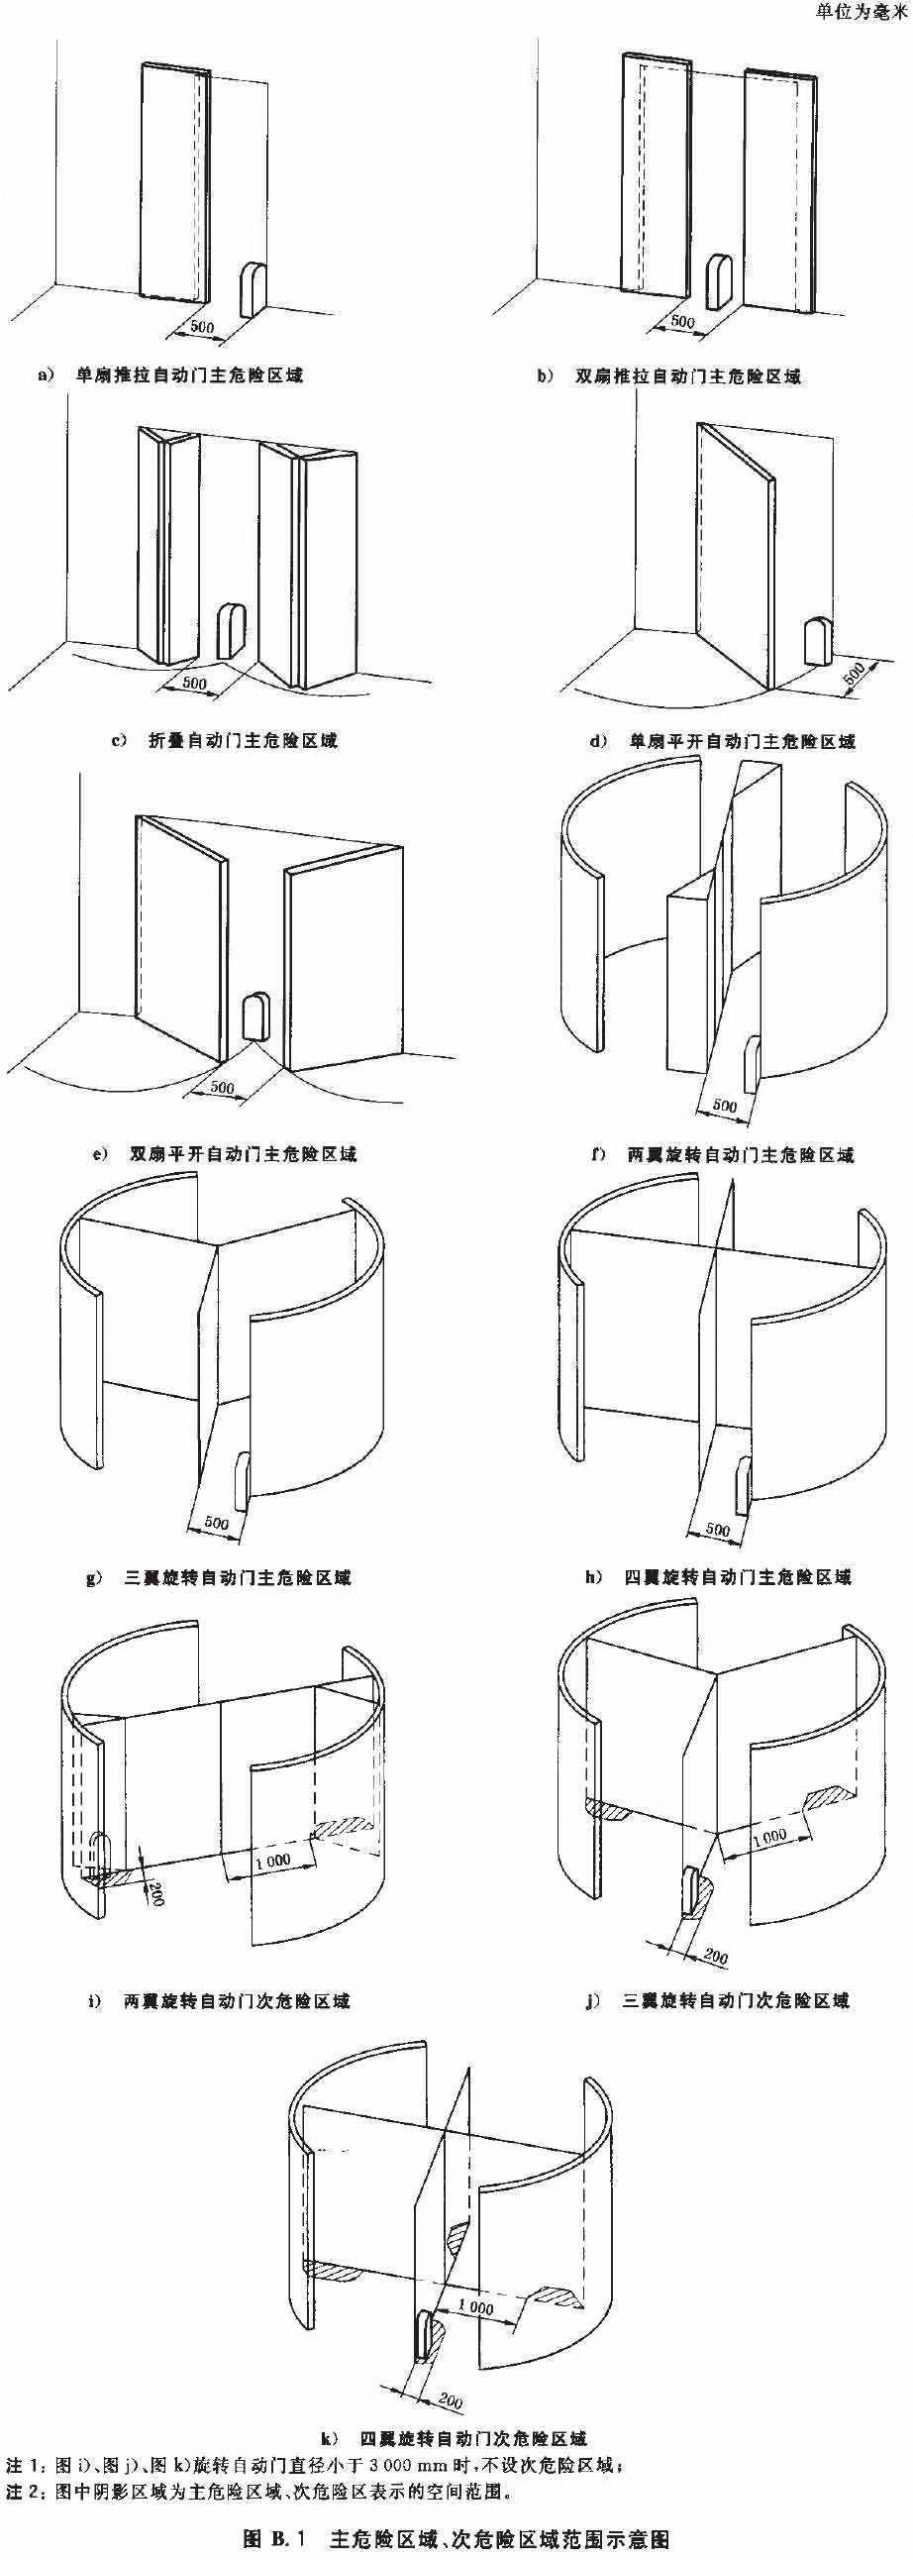 单位为毫米
500
500
a) 单扇推拉自动门主危险区域
b) 双扇推拉自动门主危险区域
500
500
c) 折叠自动门主危险区域
d) 单扇平开自动门主危险区域
500
500
e) 双扇平开自动门主危险区域
f) 两翼旋转自动门主危险区域
500
500
g) 三翼旋转自动门主危险区域
h) 四翼旋转自动门主危险区域
1 000
200
1 000
200
i) 两翼旋转自动门次危险区域
j) 三翼旋转自动门次危险区域
1 000
200
k) 四翼旋转自动门次危险区域
注1：图i)、图j)、图k)旋转自动门直径小于3 000 mm时，不设次危险区域；
注2：图中阴影区域为主危险区域、次危险区表示的空间范围。
图 B.1 主危险区域、次危险区域范围示意图